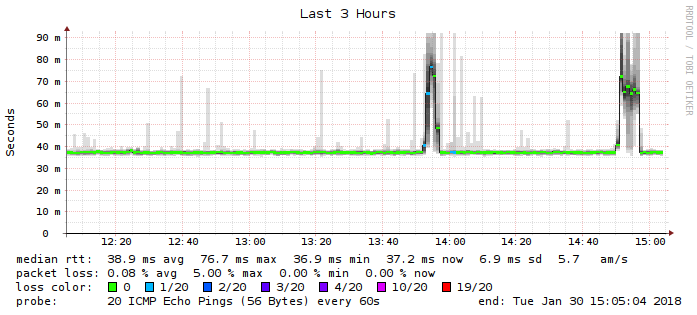 Last 3 Hours
RRDTOOL / TOBI OETIKER
Seconds
90 m
80 m
70 m
60 m
50 m
40 m
30 m
20 m
10 m
0
12:20 12:40 13:00 13:20 13:40 14:00 14:20 14:40 15:00
median rtt: 38.9 ms avg 76.7 ms max 36.9 ms min 37.2 ms now 6.9 ms sd 5.7 am/s
packet loss: 0.08 % avg 5.00 % max 0.00 % min 0.00 % now
loss color: 0 1/20 2/20 3/20 4/20 10/20 19/20
probe: 20 ICMP Echo Pings (56 Bytes) every 60s end: Tue Jan 30 15:05:04 2018